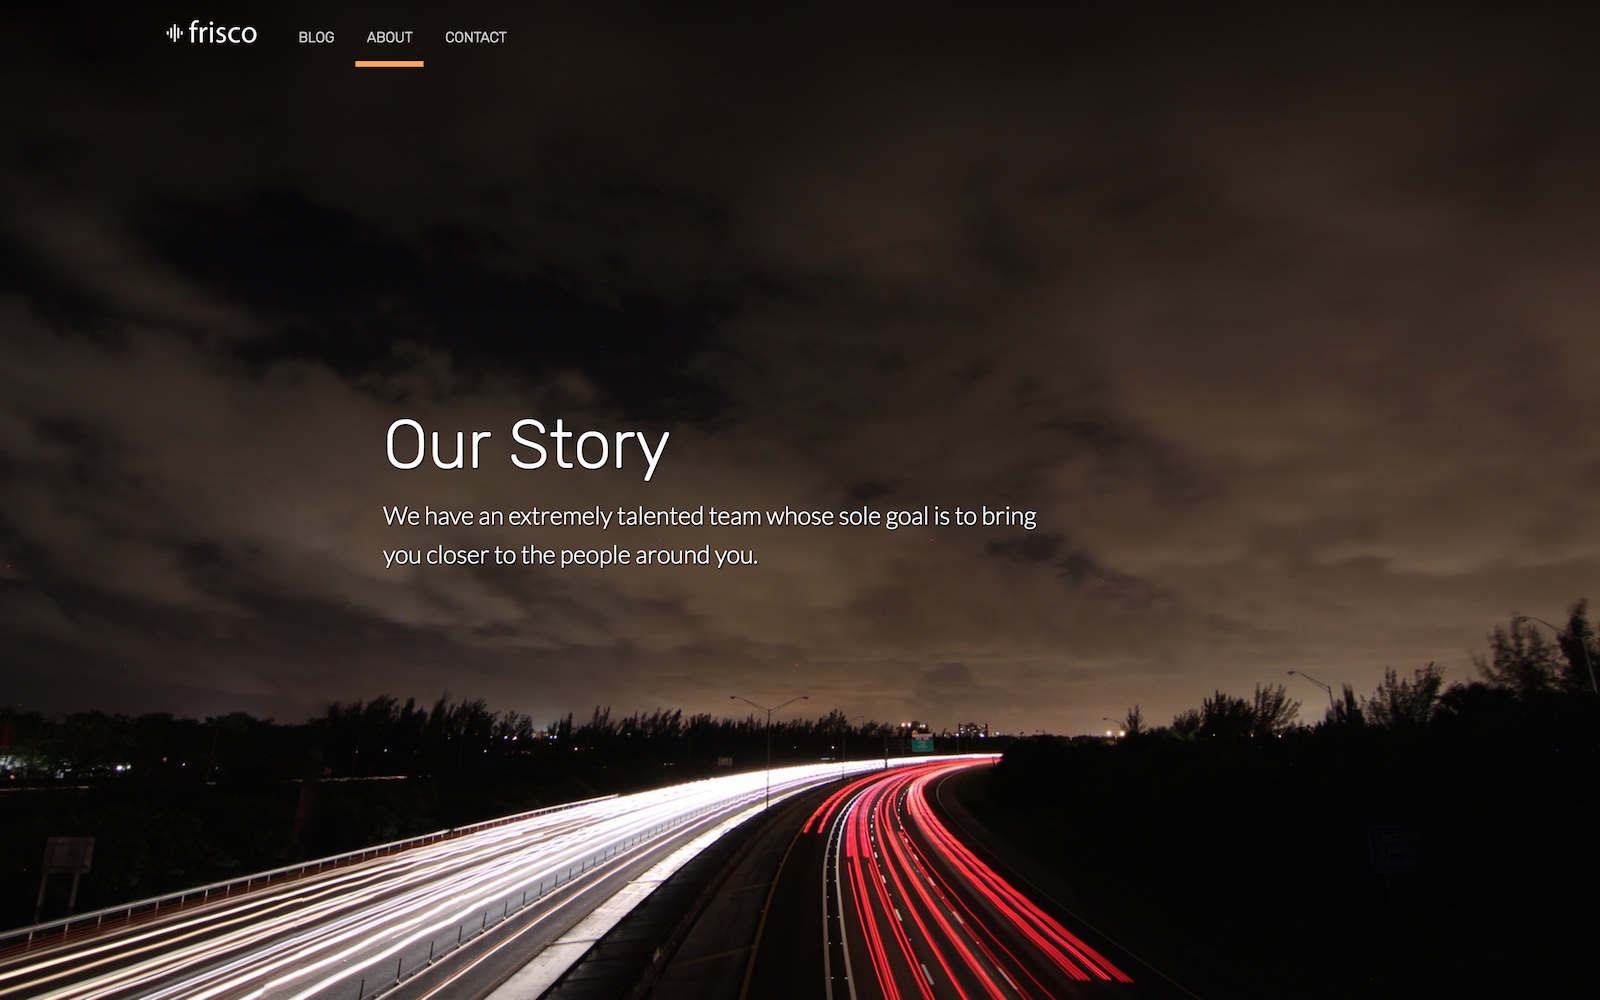 frisco BLOG ABOUT CONTACT
Our Story
We have an extremely talented team whose sole goal is to bring
you closer to the people around you.